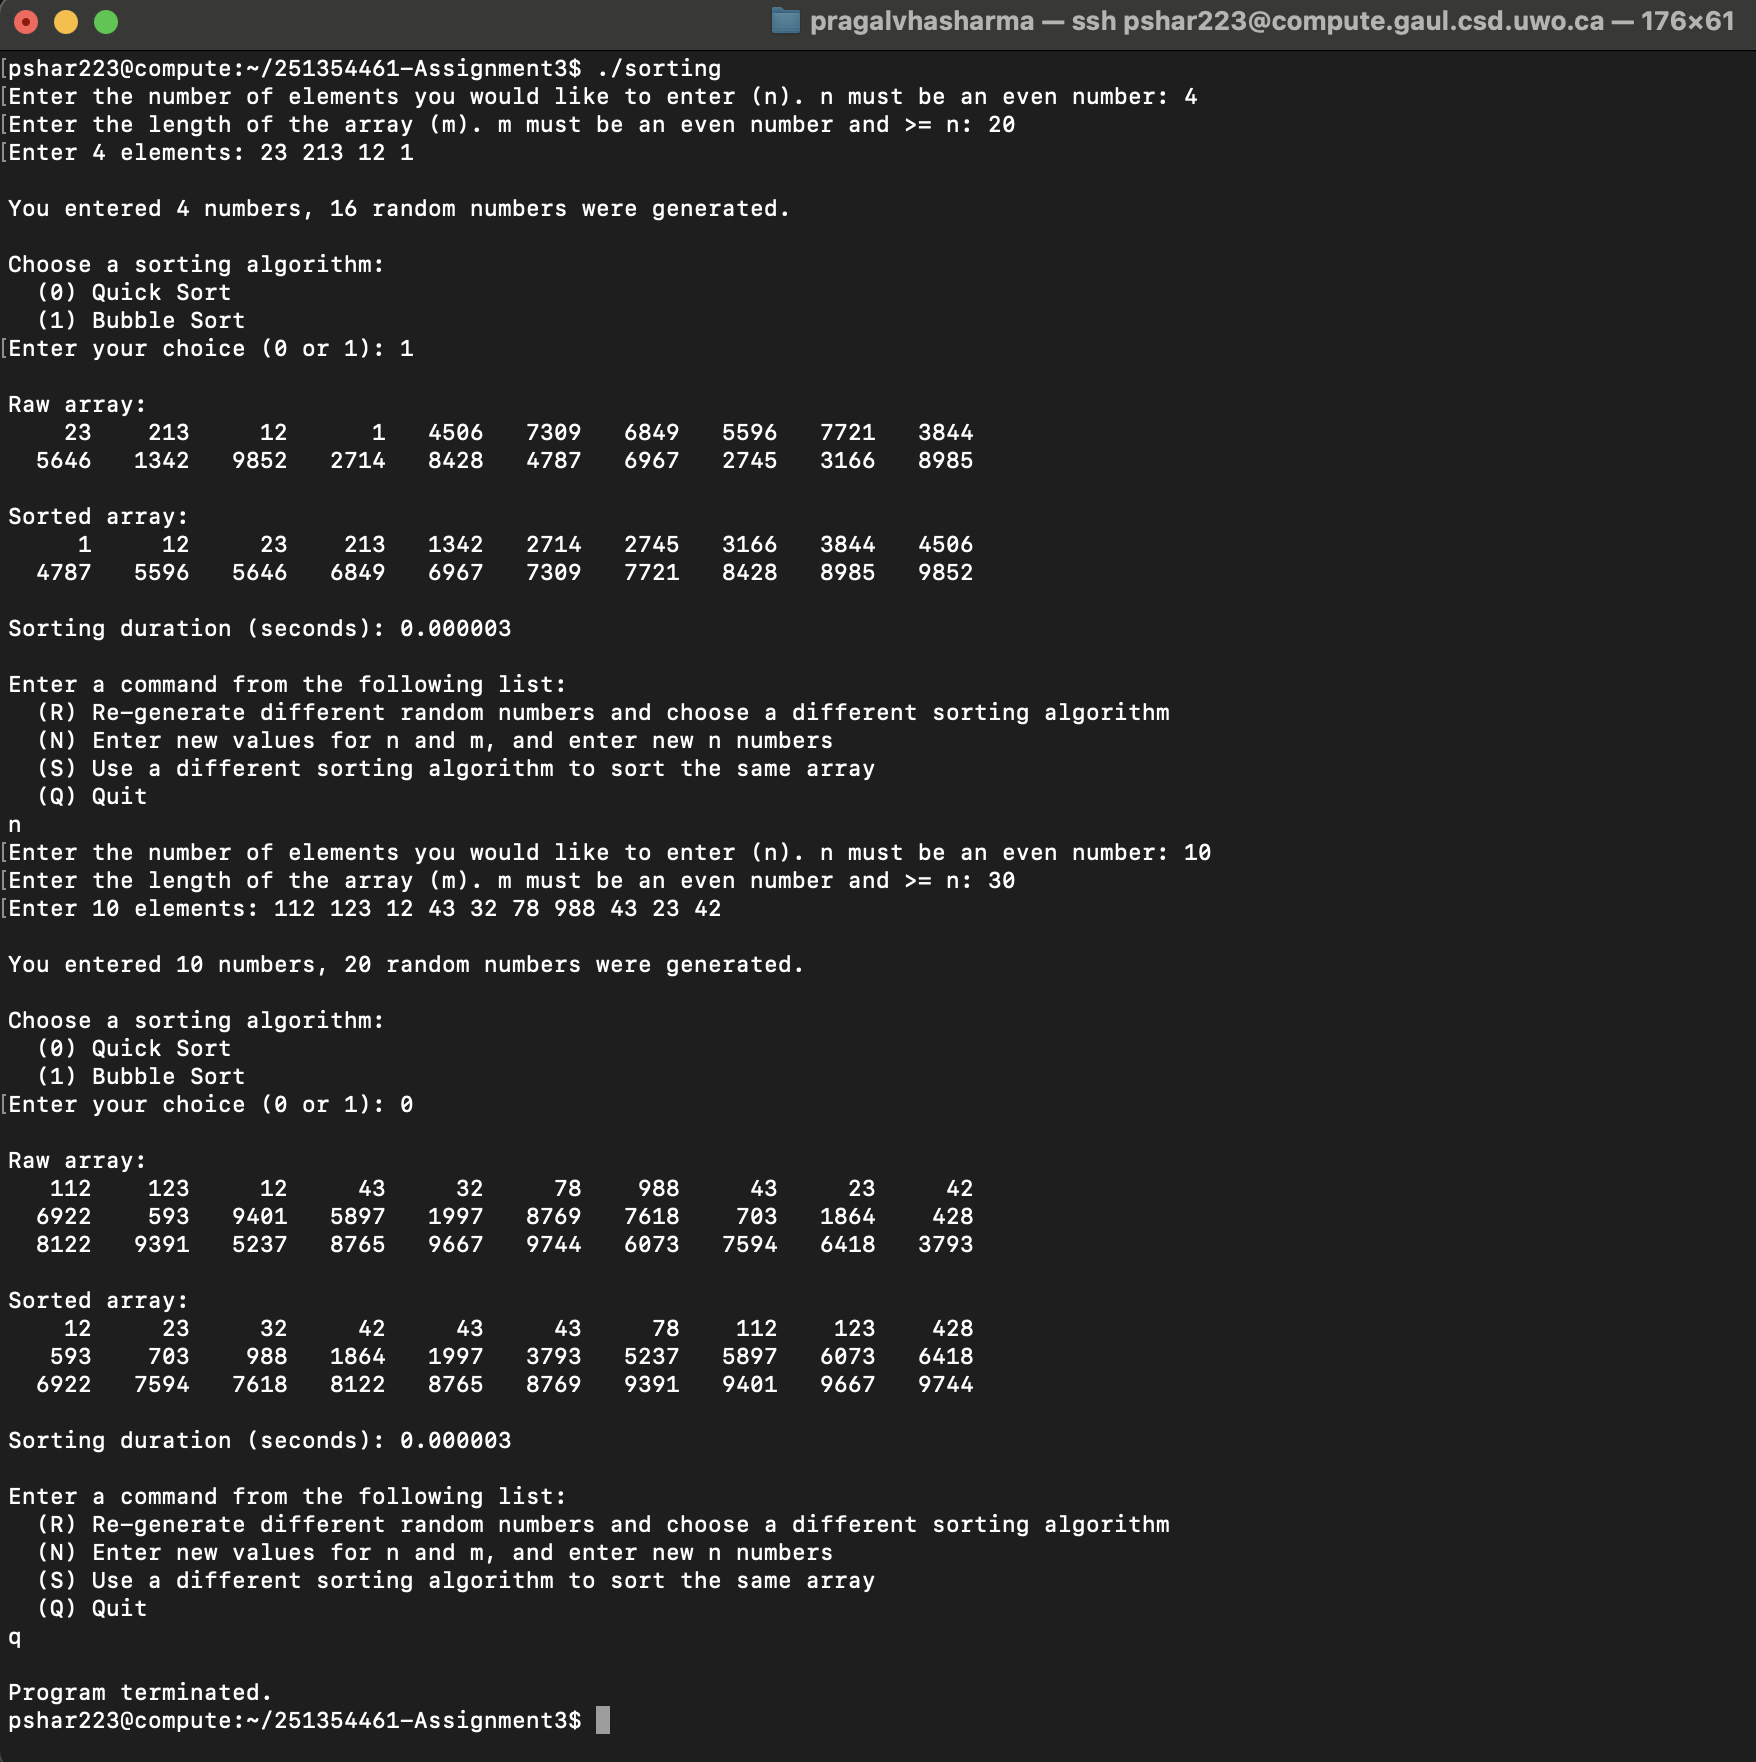 pragalvhasharma — ssh pshar223@compute.gaul.csd.uwo.ca — 176×61
[pshar223@compute:~/251354461-Assignment3$ ./sorting
[Enter the number of elements you would like to enter (n). n must be an even number: 4
[Enter the length of the array (m). m must be an even number and >= n: 20
[Enter 4 elements: 23 213 12 1
You entered 4 numbers, 16 random numbers were generated.
Choose a sorting algorithm:
  (0) Quick Sort
  (1) Bubble Sort
[Enter your choice (0 or 1): 1
Raw array:
    23    213     12      1   4506   7309   6849   5596   7721   3844
  5646   1342   9852   2714   8428   4787   6967   2745   3166   8985
Sorted array:
     1     12     23    213   1342   2714   2745   3166   3844   4506
  4787   5596   5646   6849   6967   7309   7721   8428   8985   9852
Sorting duration (seconds): 0.000003
Enter a command from the following list:
  (R) Re-generate different random numbers and choose a different sorting algorithm
  (N) Enter new values for n and m, and enter new n numbers
  (S) Use a different sorting algorithm to sort the same array
  (Q) Quit
n
[Enter the number of elements you would like to enter (n). n must be an even number: 10
[Enter the length of the array (m). m must be an even number and >= n: 30
[Enter 10 elements: 112 123 12 43 32 78 988 43 23 42
You entered 10 numbers, 20 random numbers were generated.
Choose a sorting algorithm:
  (0) Quick Sort
  (1) Bubble Sort
[Enter your choice (0 or 1): 0
Raw array:
   112    123     12     43     32     78    988     43     23     42
  6922    593   9401   5897   1997   8769   7618    703   1864    428
  8122   9391   5237   8765   9667   9744   6073   7594   6418   3793
Sorted array:
    12     23     32     42     43     43     78    112    123    428
   593    703    988   1864   1997   3793   5237   5897   6073   6418
  6922   7594   7618   8122   8765   8769   9391   9401   9667   9744
Sorting duration (seconds): 0.000003
Enter a command from the following list:
  (R) Re-generate different random numbers and choose a different sorting algorithm
  (N) Enter new values for n and m, and enter new n numbers
  (S) Use a different sorting algorithm to sort the same array
  (Q) Quit
q
Program terminated.
pshar223@compute:~/251354461-Assignment3$